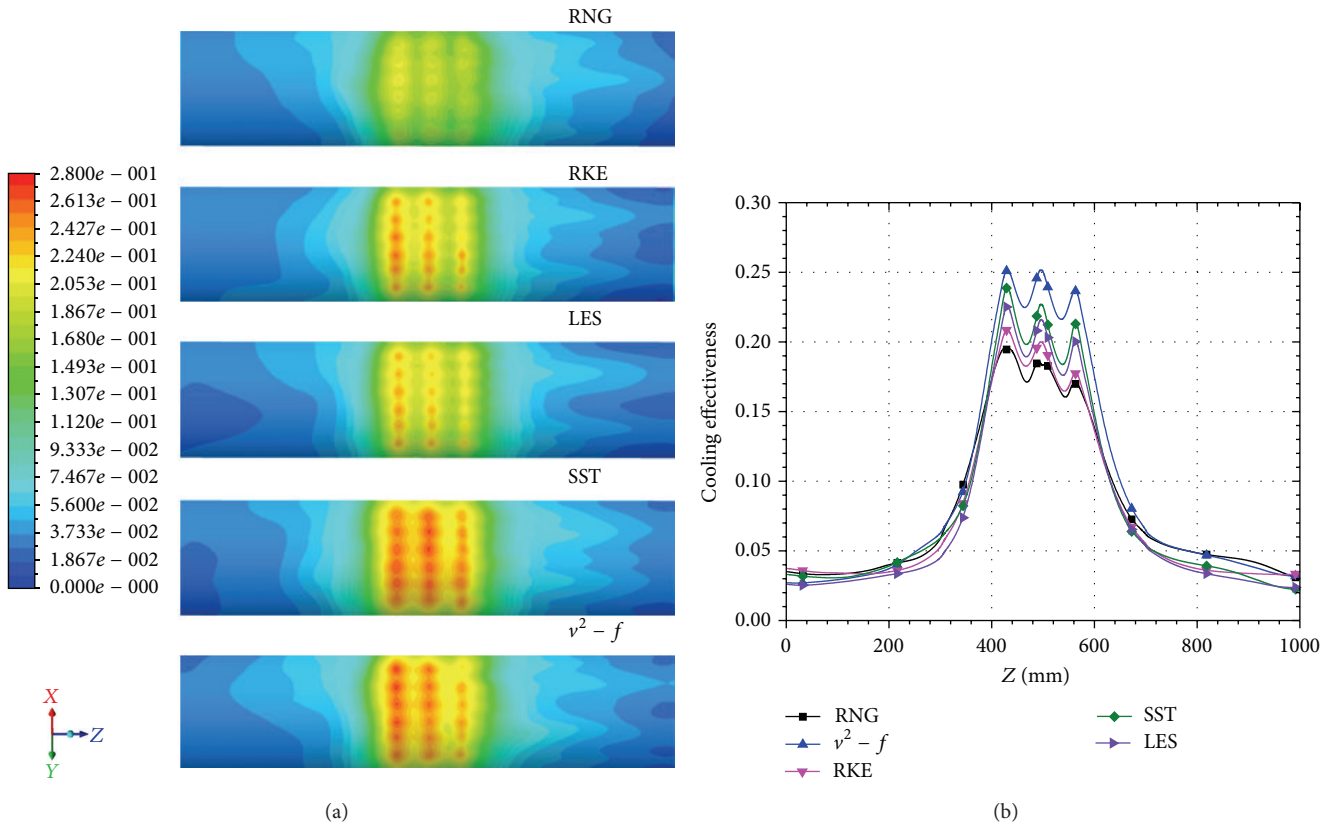 RNG
RKE
LES
SST
v² − f
2.800e − 001
2.613e − 001
2.427e − 001
2.240e − 001
2.053e − 001
1.867e − 001
1.680e − 001
1.493e − 001
1.307e − 001
1.120e − 001
9.333e − 002
7.467e − 002
5.600e − 002
3.733e − 002
1.867e − 002
0.000e − 000
X
Z
Y
(a)
0.30
0.25
0.20
0.15
0.10
0.05
0.00
Cooling effectiveness
0 200 400 600 800 1000
Z (mm)
RNG
v² − f
RKE
SST
LES
(b)